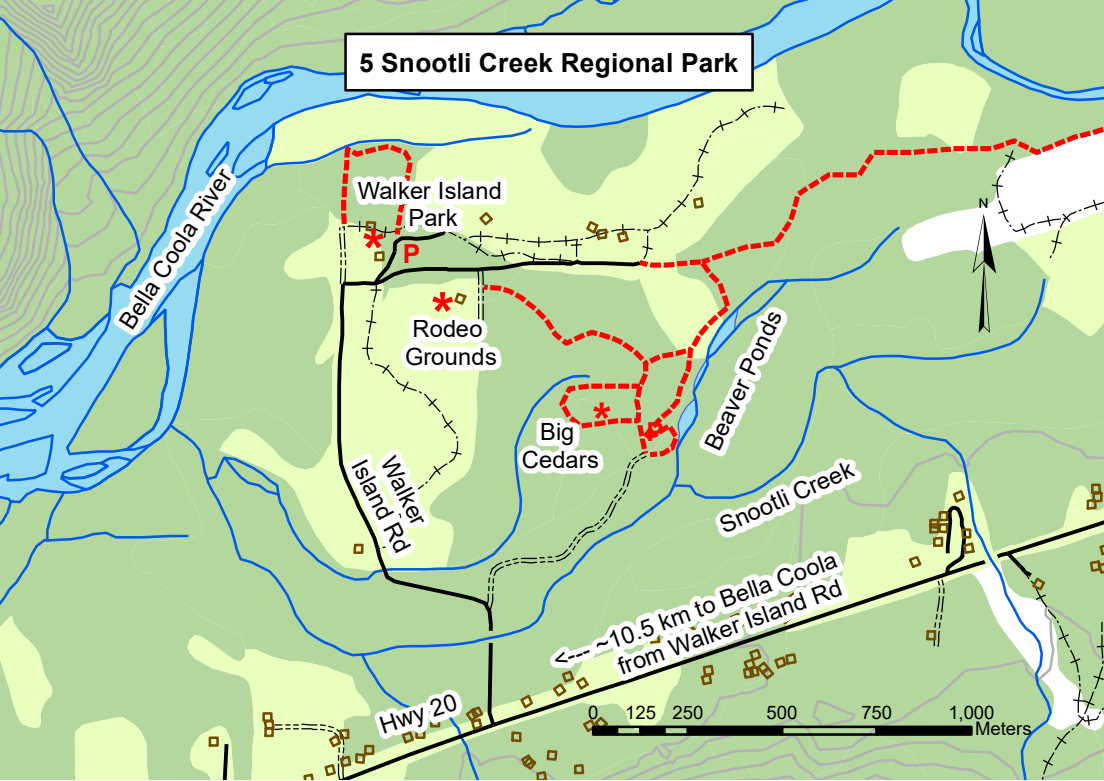 5 Snootli Creek Regional Park
Bella Coola River
Walker Island
Park
P
N
Rodeo
Grounds
Beaver Ponds
Big
Cedars
Walker
Island Rd
Snootli Creek
<--- ~10.5 km to Bella Coola
from Walker Island Rd
Hwy 20
0 125 250 500 750 1,000
Meters